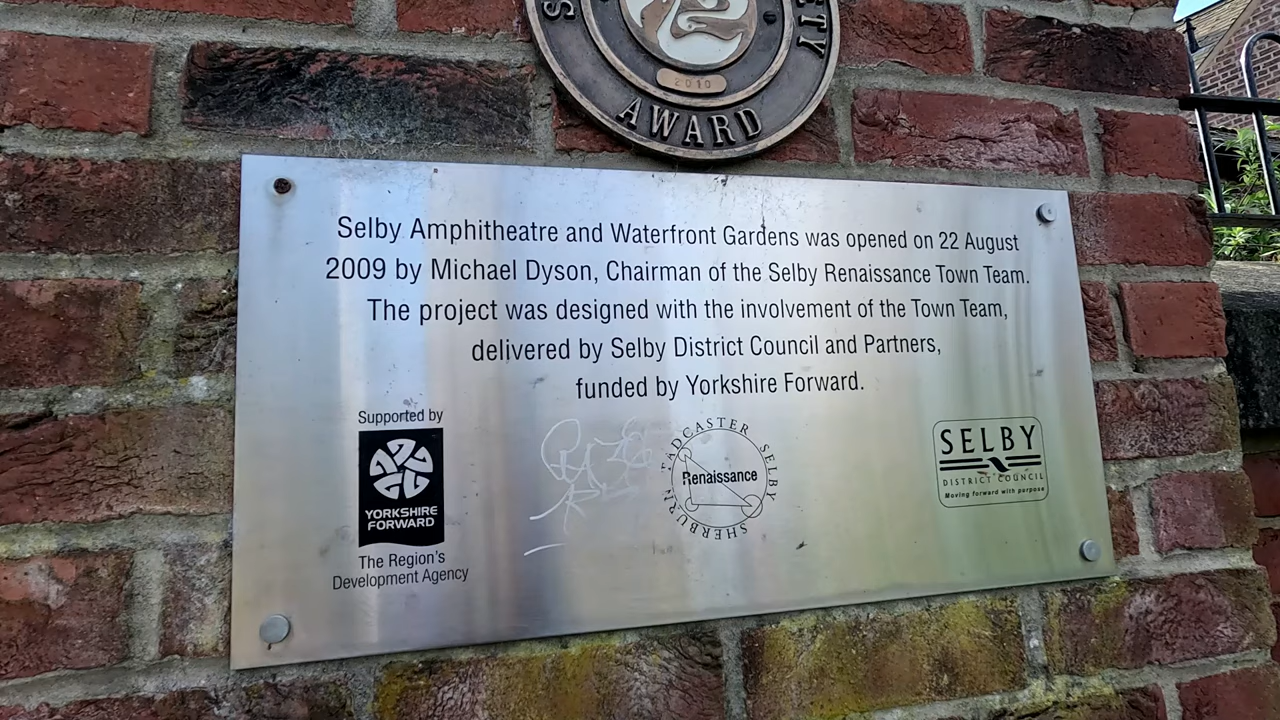 2010
AWARD
Selby Amphitheatre and Waterfront Gardens was opened on 22 August
2009 by Michael Dyson, Chairman of the Selby Renaissance Town Team.
The project was designed with the involvement of the Town Team,
delivered by Selby District Council and Partners,
funded by Yorkshire Forward.
Supported by
YORKSHIRE
FORWARD
The Region's
Development Agency
TADCASTER SELBY SHERBURN
Renaissance
SELBY
DISTRICT COUNCIL
Moving forward with purpose